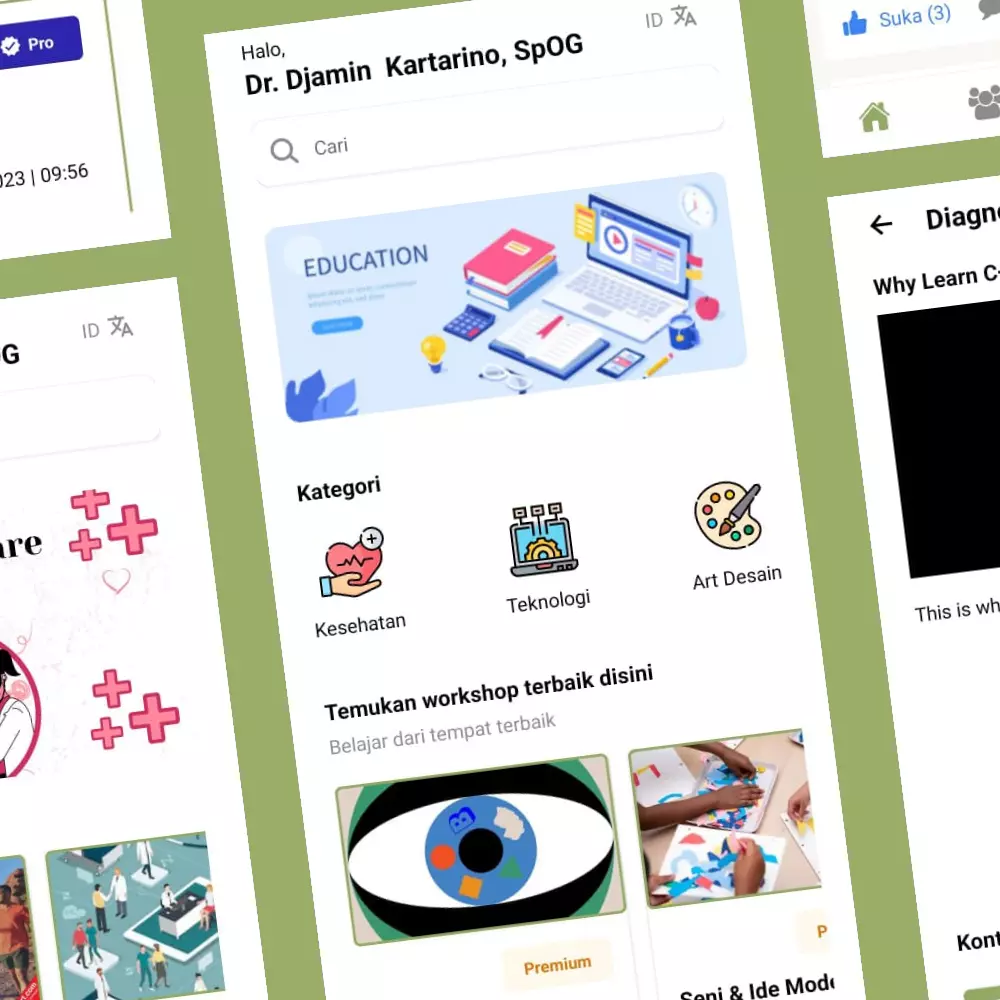 Pro
023 | 09:56
ID
G
are
Halo,
ID
Dr. Djamin Kartarino, SpOG
Cari
EDUCATION
Kategori
Kesehatan
Teknologi
Art Desain
Temukan workshop terbaik disini
Belajar dari tempat terbaik
Premium
P
Seni & Ide Mode
Suka (3)
Diagno
Why Learn C
This is wh
Kont